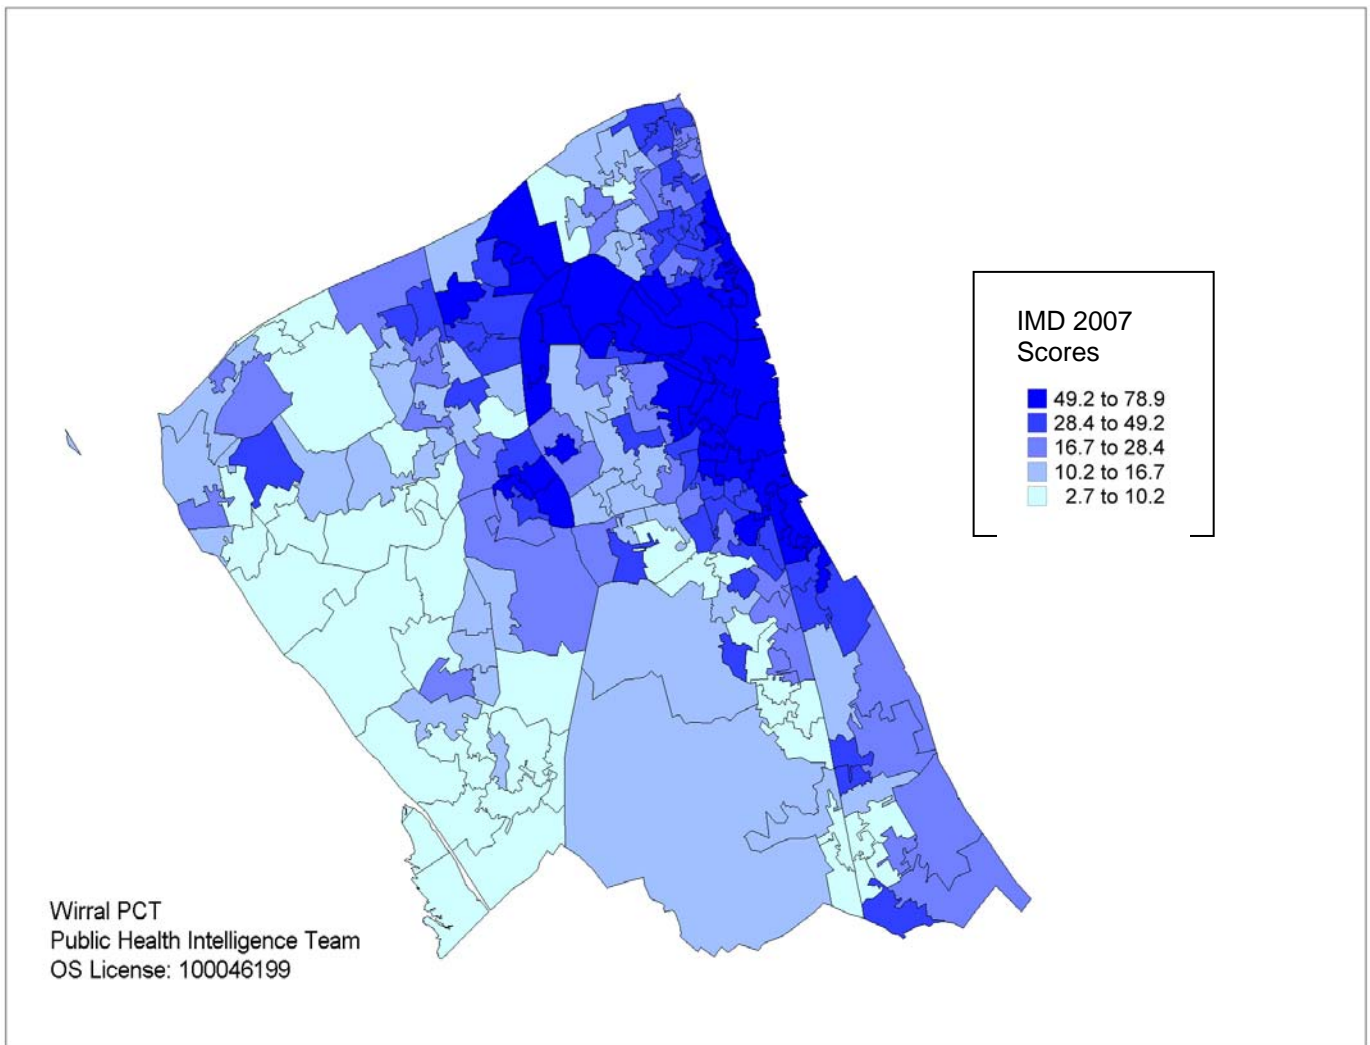 IMD 2007
Scores
49.2 to 78.9
28.4 to 49.2
16.7 to 28.4
10.2 to 16.7
2.7 to 10.2
Wirral PCT
Public Health Intelligence Team
OS License: 100046199